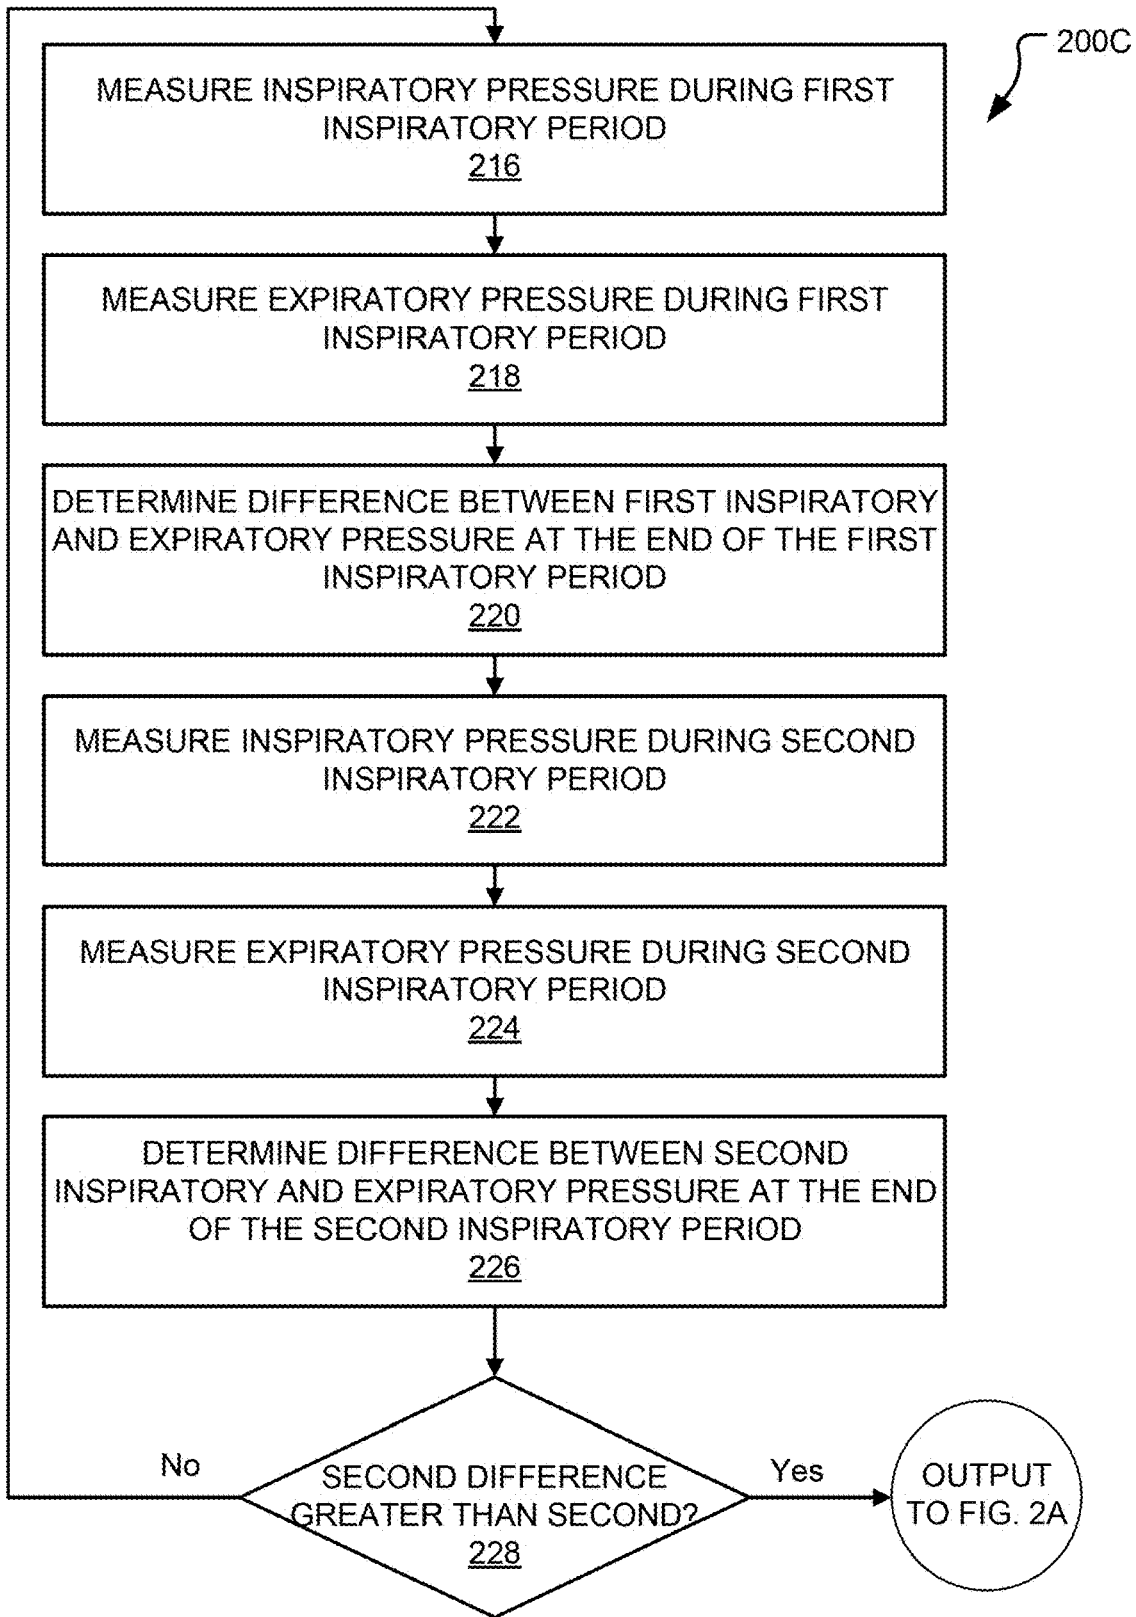 200C
MEASURE INSPIRATORY PRESSURE DURING FIRST
INSPIRATORY PERIOD
216
MEASURE EXPIRATORY PRESSURE DURING FIRST
INSPIRATORY PERIOD
218
DETERMINE DIFFERENCE BETWEEN FIRST INSPIRATORY
AND EXPIRATORY PRESSURE AT THE END OF THE FIRST
INSPIRATORY PERIOD
220
MEASURE INSPIRATORY PRESSURE DURING SECOND
INSPIRATORY PERIOD
222
MEASURE EXPIRATORY PRESSURE DURING SECOND
INSPIRATORY PERIOD
224
DETERMINE DIFFERENCE BETWEEN SECOND
INSPIRATORY AND EXPIRATORY PRESSURE AT THE END
OF THE SECOND INSPIRATORY PERIOD
226
No
SECOND DIFFERENCE
GREATER THAN SECOND?
228
Yes
OUTPUT
TO FIG. 2A